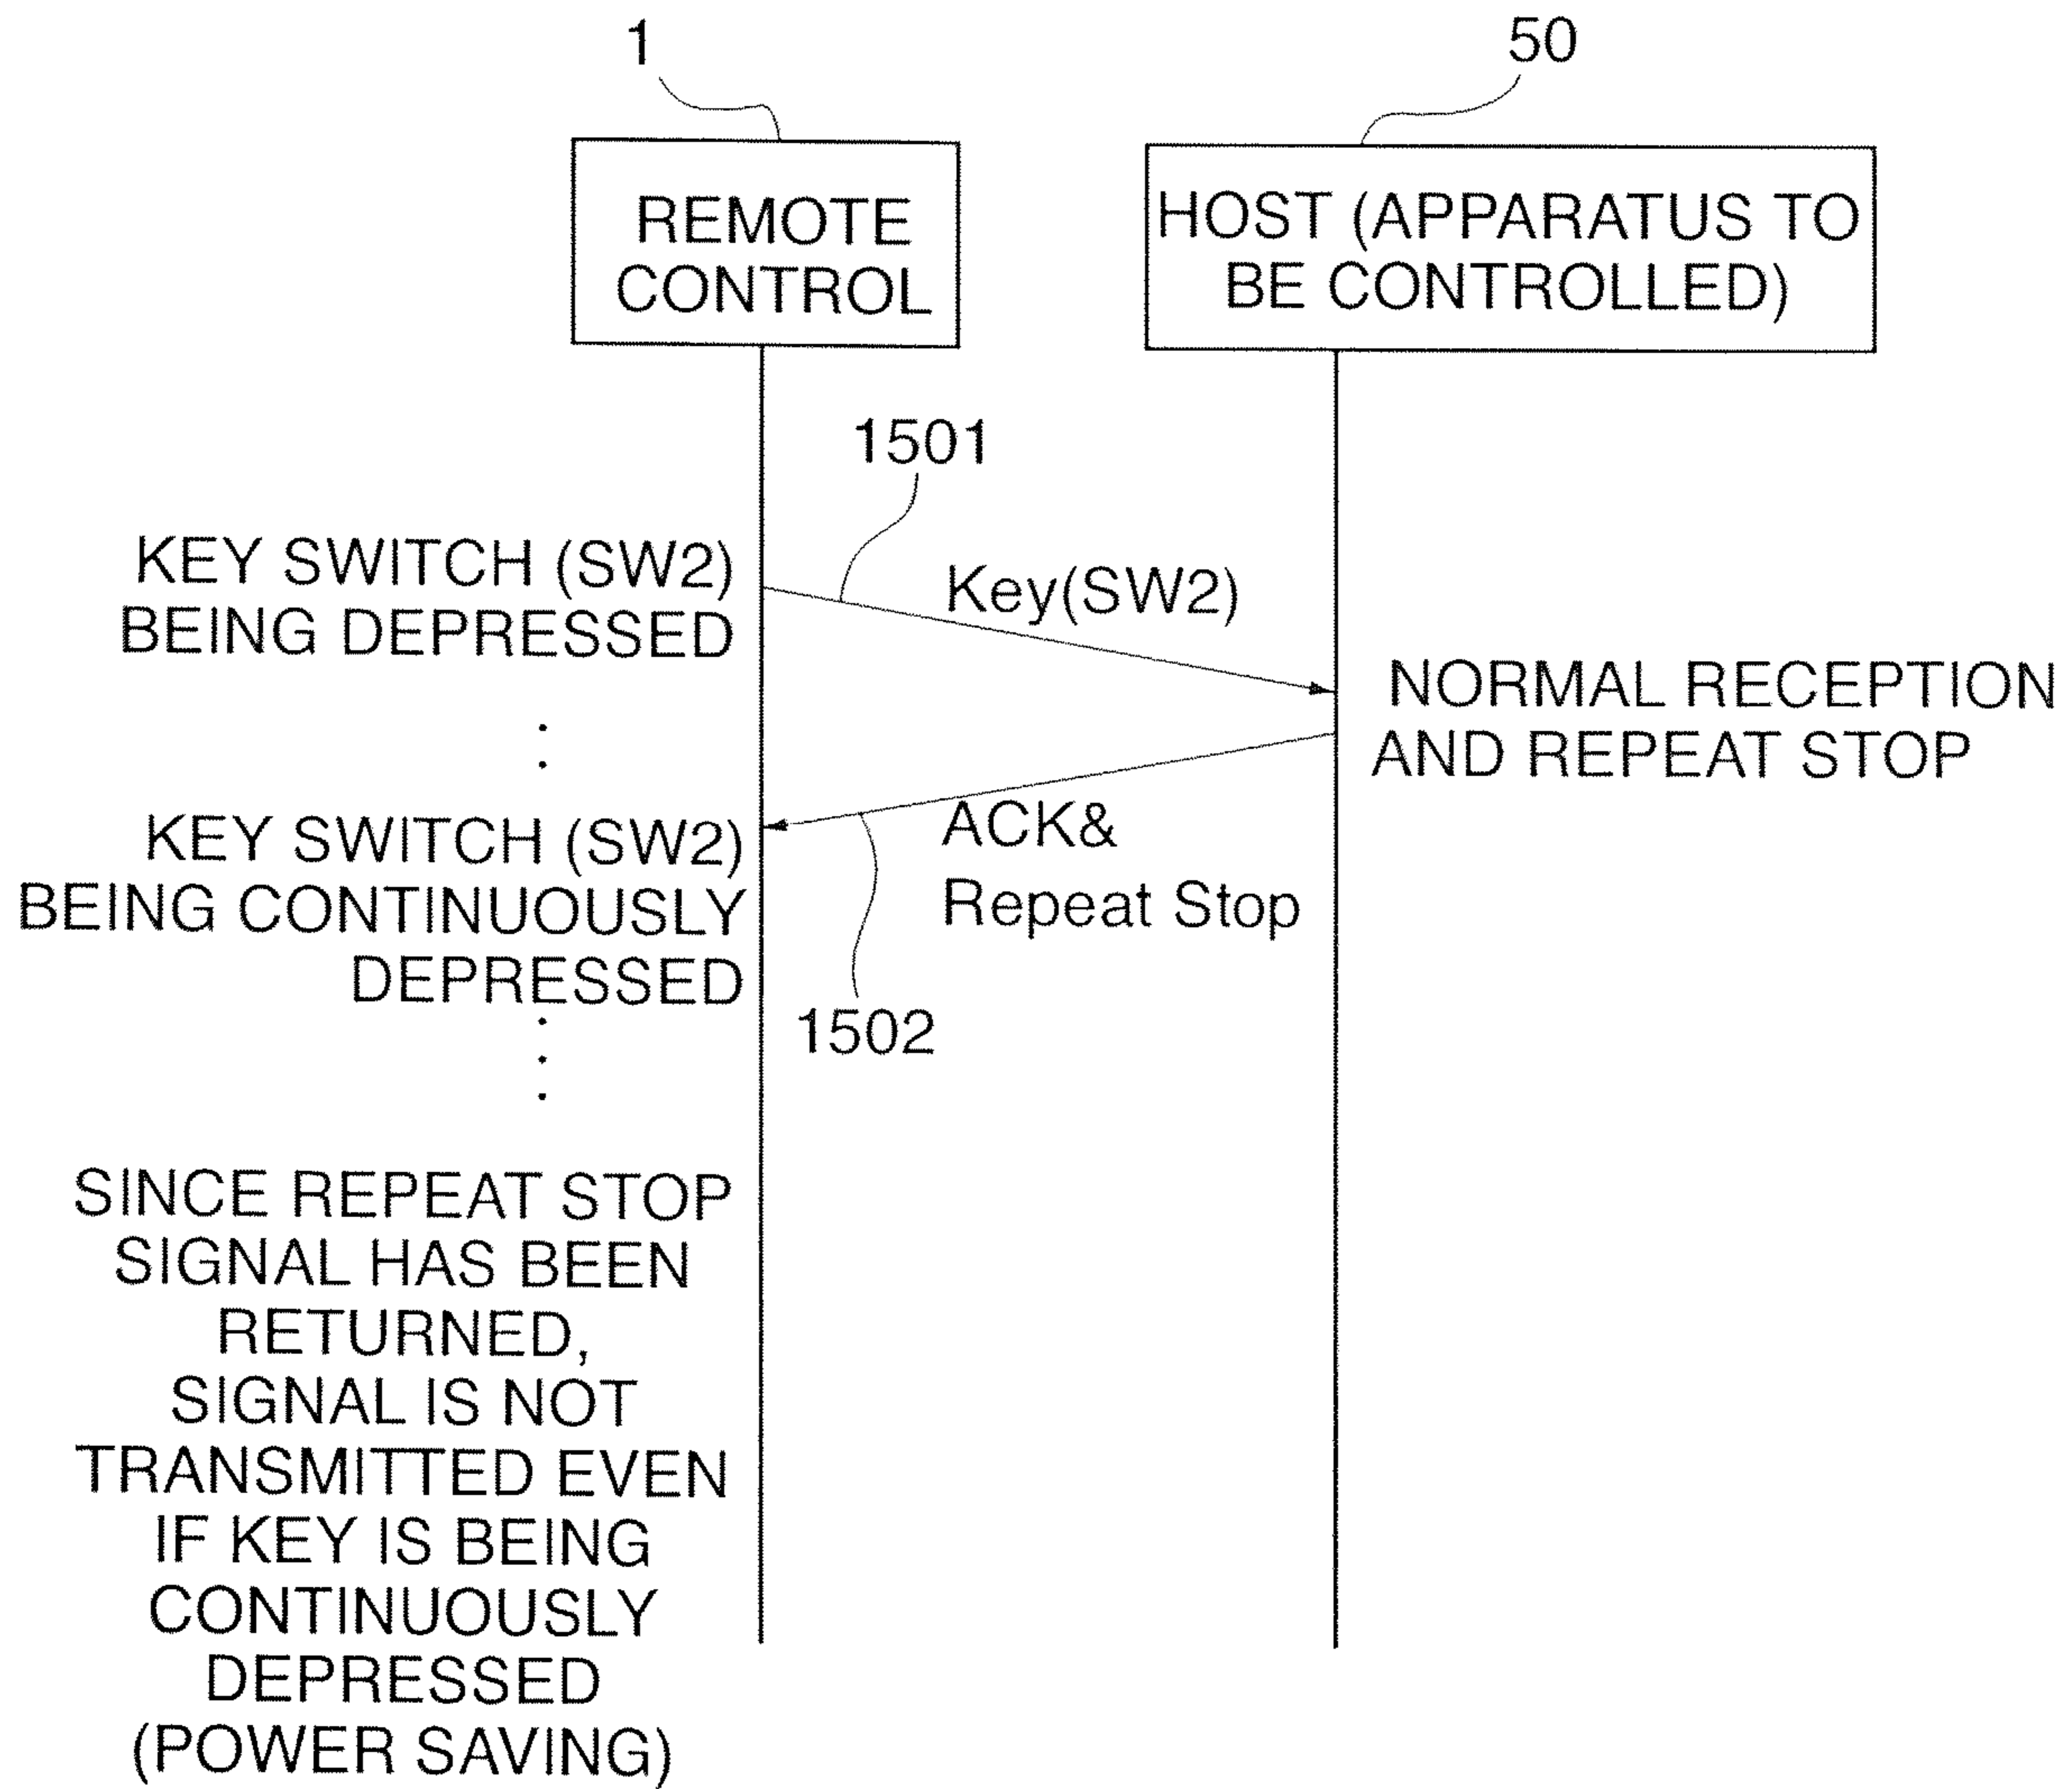 1
50
REMOTE
CONTROL
HOST (APPARATUS TO
BE CONTROLLED)
1501
KEY SWITCH (SW2)
BEING DEPRESSED
Key(SW2)
NORMAL RECEPTION
AND REPEAT STOP
KEY SWITCH (SW2)
BEING CONTINUOUSLY
DEPRESSED
ACK&
Repeat Stop
1502
SINCE REPEAT STOP
SIGNAL HAS BEEN
RETURNED,
SIGNAL IS NOT
TRANSMITTED EVEN
IF KEY IS BEING
CONTINUOUSLY
DEPRESSED
(POWER SAVING)